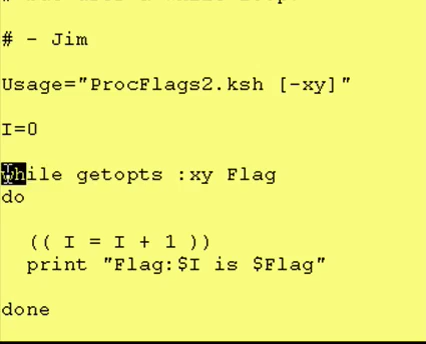 # - Jim
Usage="ProcFlags2.ksh [-xy]"
I=0
while getopts :xy Flag
do
(( I = I + 1 ))
print "Flag:$I is $Flag"
done